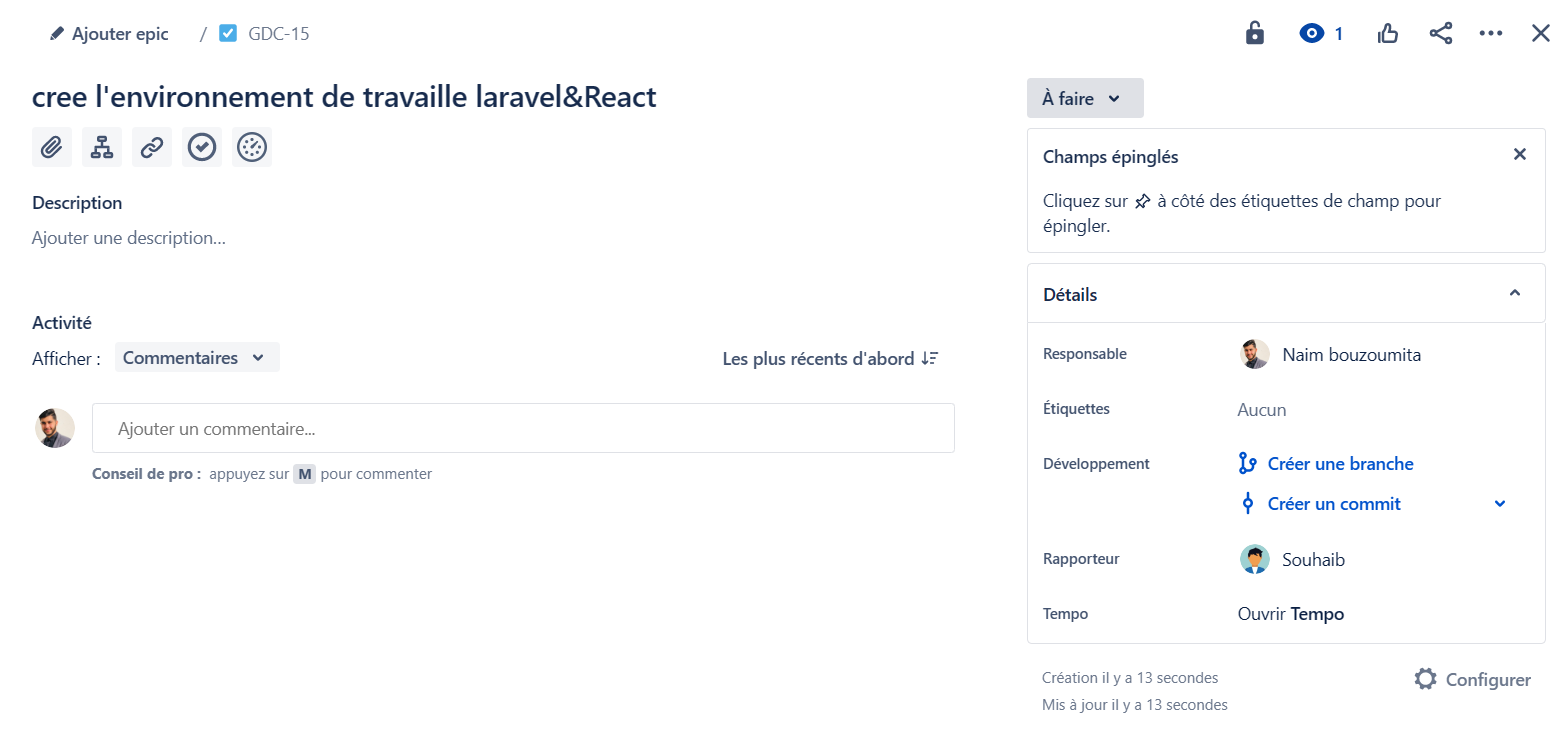 Ajouter epic / GDC-15
1
cree l'environnement de travaille laravel&React
À faire
Champs épinglés
Cliquez sur à côté des étiquettes de champ pour
épingler.
Description
Ajouter une description...
Activité
Afficher : Commentaires
Les plus récents d'abord
Ajouter un commentaire...
Conseil de pro : appuyez sur M pour commenter
Détails
Responsable Naim bouzoumita
Étiquettes Aucun
Développement Créer une branche
Créer un commit
Rapporteur Souhaib
Tempo Ouvrir Tempo
Création il y a 13 secondes
Mis à jour il y a 13 secondes
Configurer